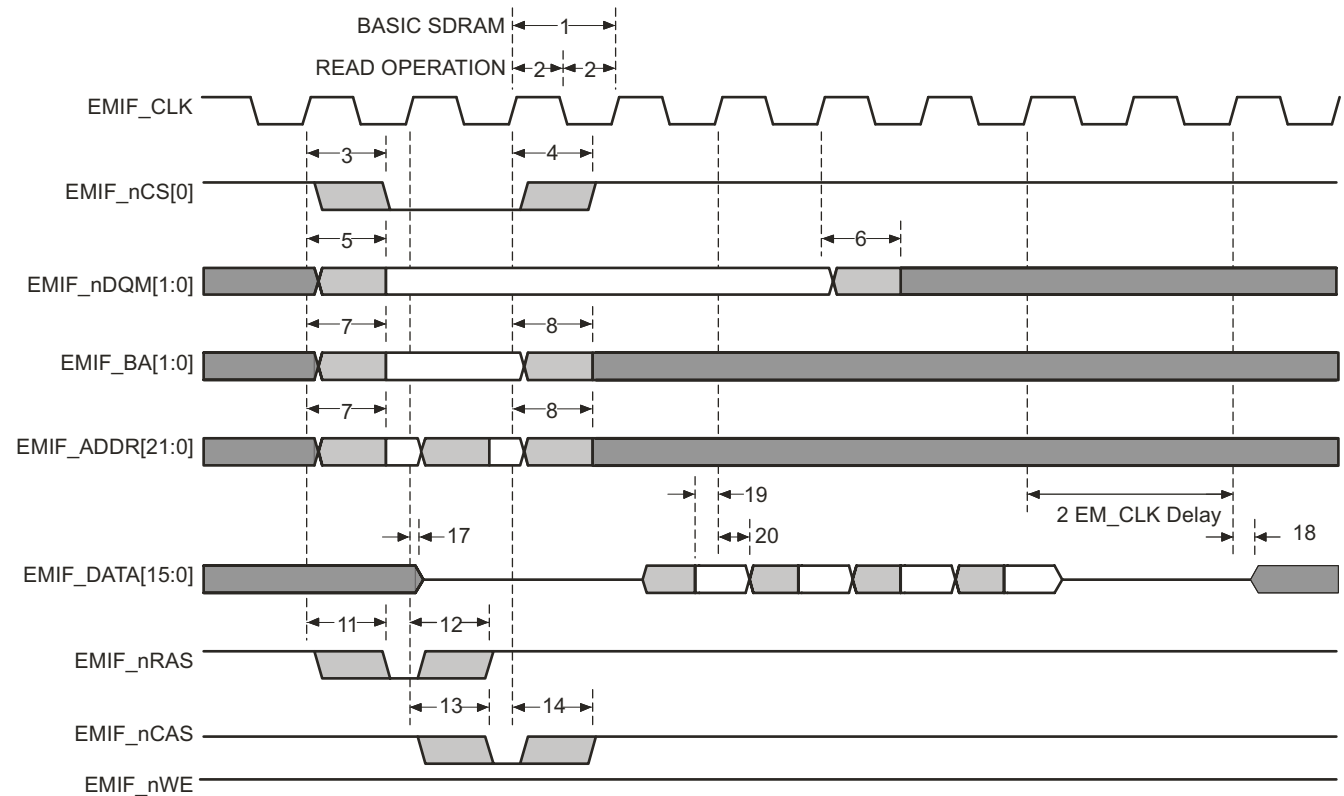 BASIC SDRAM 1
READ OPERATION 2 2
EMIF_CLK
3 4
EMIF_nCS[0]
5 6
EMIF_nDQM[1:0]
7 8
EMIF_BA[1:0]
7 8
EMIF_ADDR[21:0]
19
2 EM_CLK Delay
17 20 18
EMIF_DATA[15:0]
11 12
EMIF_nRAS
13 14
EMIF_nCAS
EMIF_nWE